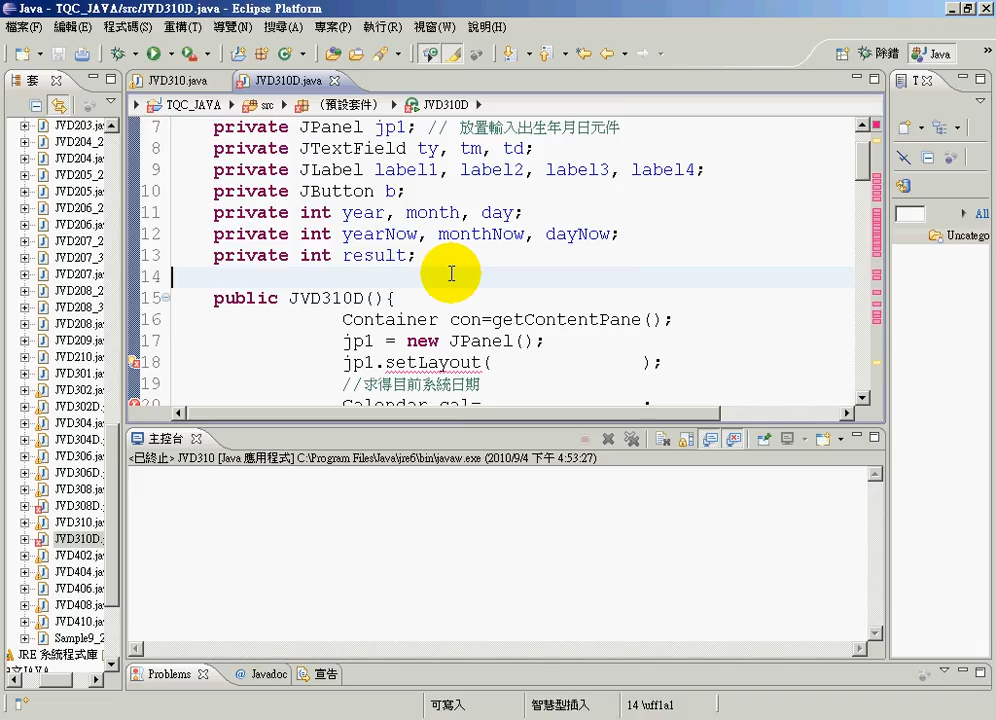 Java - TQC_JAVA/src/JVD310D.java - Eclipse Platform
檔案(F) 編輯(E) 程式碼(S) 重構(T) 導覽(N) 搜尋(A) 專案(P) 執行(R) 視窗(W) 說明(H)
除錯 Java »
套 JVD310.java JVD310D.java T
TQC_JAVA src (預設套件) JVD310D
JVD203.ja
JVD204_2
JVD204.ja
JVD205_2
JVD205.ja
JVD206_2
JVD206.ja
JVD207_2
JVD207_3
JVD207.ja
JVD208_2
JVD208_3
JVD208.ja
JVD209.ja
JVD210.ja
JVD301.ja
JVD302.ja
JVD302D.
JVD304.ja
JVD304D.
JVD306.ja
JVD306D.
JVD308.ja
JVD308D.
JVD310.ja
JVD310D.
JVD402.ja
JVD404.ja
JVD406.ja
JVD408.ja
JVD410.ja
Sample9_2
JRE 系統程式庫 [
7 private JPanel jp1; // 放置輸入出生年月日元件
8 private JTextField ty, tm, td;
9 private JLabel label1, label2, label3, label4;
10 private JButton b;
11 private int year, month, day;
12 private int yearNow, monthNow, dayNow;
13 private int result;
14
15 public JVD310D(){
16 Container con=getContentPane();
17 jp1 = new JPanel();
18 jp1.setLayout( );
19 //求得目前系統日期
20 Calendar cal= ;
All
Uncatego
主控台
<已終止> JVD310 [Java 應用程式] C:\Program Files\Java\jre6\bin\javaw.exe (2010/9/4 下午 4:53:27)
Problems @ Javadoc 宣告
可寫入 智慧型插入 14 \uff1a1